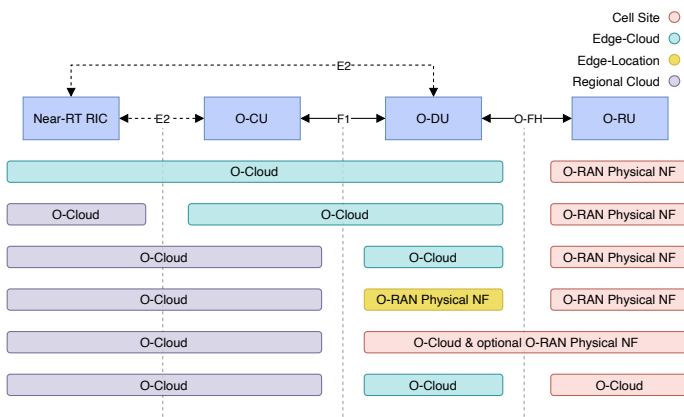 Cell Site
Edge-Cloud
Edge-Location
Regional Cloud
E2
Near-RT RIC
E2
O-CU
F1
O-DU
O-FH
O-RU
O-Cloud
O-RAN Physical NF
O-Cloud
O-Cloud
O-RAN Physical NF
O-Cloud
O-Cloud
O-RAN Physical NF
O-Cloud
O-RAN Physical NF
O-RAN Physical NF
O-Cloud
O-Cloud & optional O-RAN Physical NF
O-Cloud
O-Cloud
O-Cloud